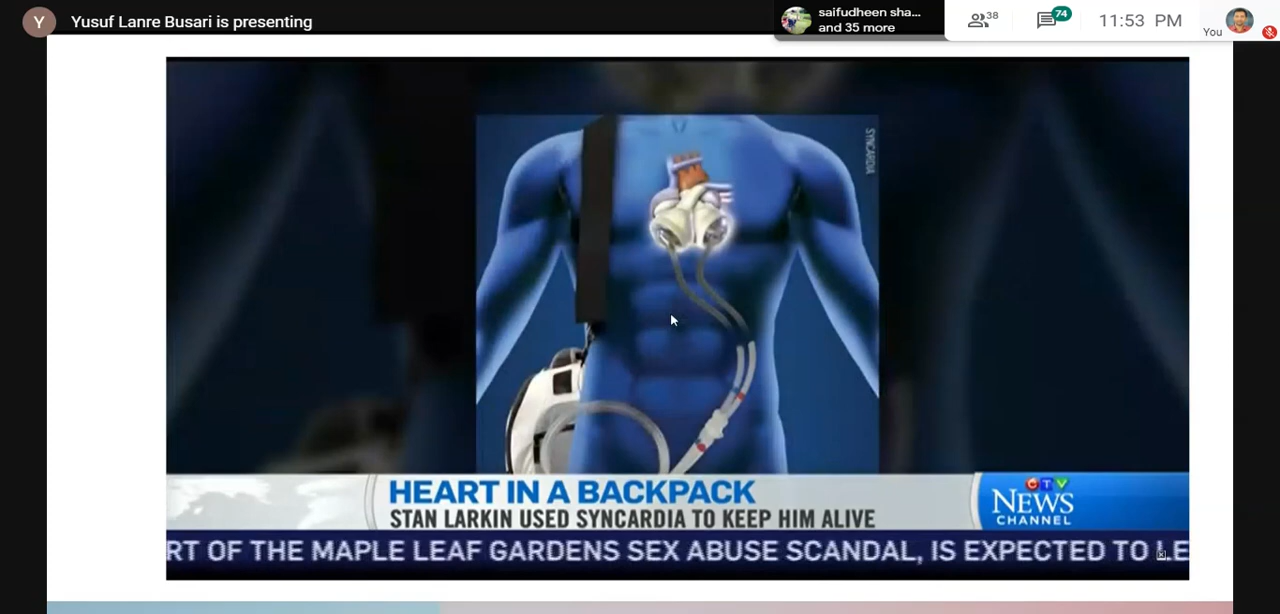 Y Yusuf Lanre Busari is presenting
saifudheen sha...
and 35 more
38
74
11:53 PM
You
SYNCARDIA
HEART IN A BACKPACK
STAN LARKIN USED SYNCARDIA TO KEEP HIM ALIVE
CTV
NEWS
CHANNEL
RT OF THE MAPLE LEAF GARDENS SEX ABUSE SCANDAL, IS EXPECTED TO LE